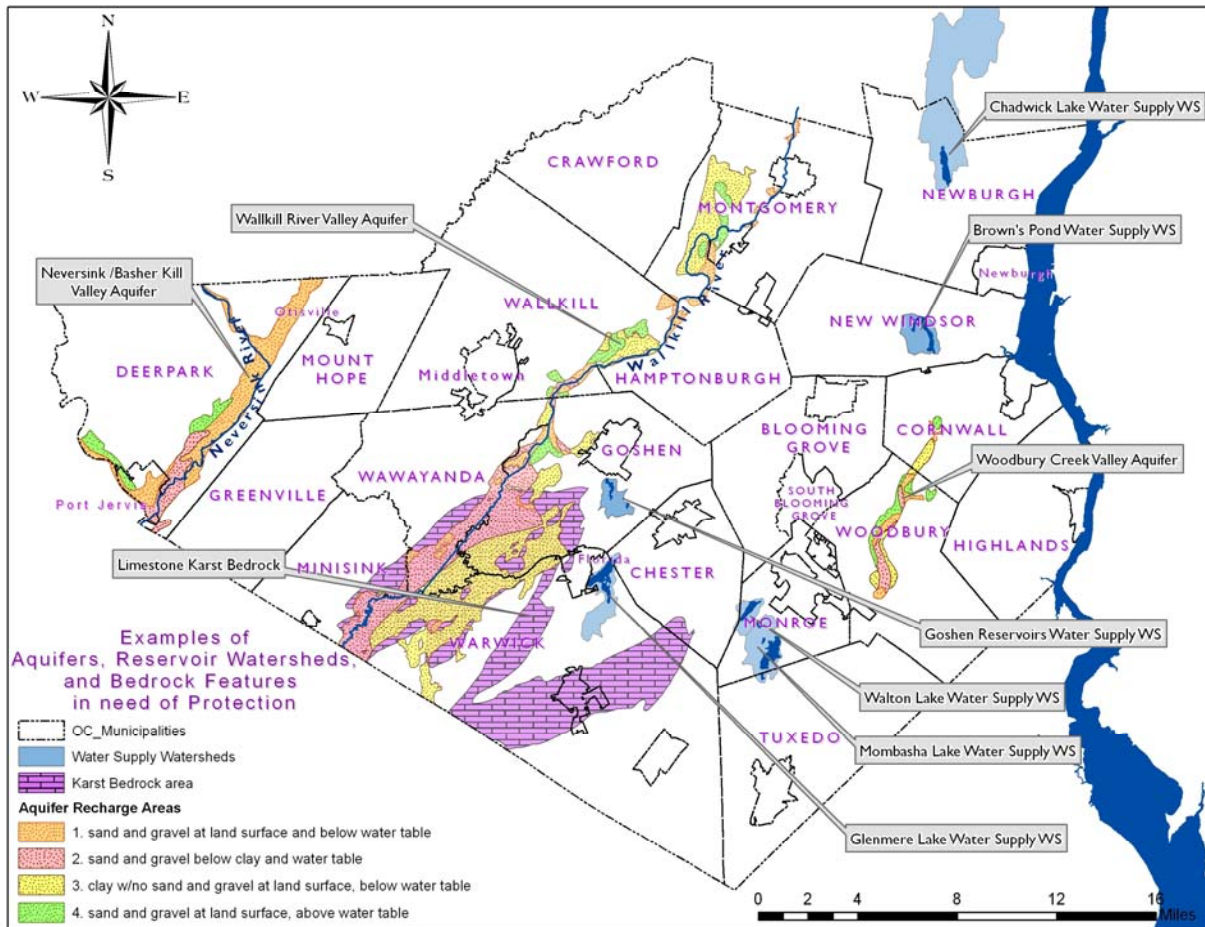 N
W
E
S
Chadwick Lake Water Supply WS
CRAWFORD
NEWBURGH
MONTGOMERY
Wallkill River Valley Aquifer
Brown's Pond Water Supply WS
Neversink /Basher Kill
Valley Aquifer
Newburgh
Otisville
WALLKILL
Wallkill River
NEW WINDSOR
DEERPARK
MOUNT
HOPE
Neversink River
Middletown
HAMPTONBURGH
BLOOMING
GROVE
CORNWALL
GOSHEN
Woodbury Creek Valley Aquifer
WAWAYANDA
GREENVILLE
Port Jervis
SOUTH
BLOOMING
GROVE
WOODBURY
HIGHLANDS
Limestone Karst Bedrock
MINISINK
Florida
CHESTER
MONROE
Goshen Reservoirs Water Supply WS
WARWICK
Walton Lake Water Supply WS
TUXEDO
Mombasha Lake Water Supply WS
Glenmere Lake Water Supply WS
Examples of
Aquifers, Reservoir Watersheds,
and Bedrock Features
in need of Protection
OC_Municipalities
Water Supply Watersheds
Karst Bedrock area
Aquifer Recharge Areas
1. sand and gravel at land surface and below water table
2. sand and gravel below clay and water table
3. clay w/no sand and gravel at land surface, below water table
4. sand and gravel at land surface, above water table
0 2 4 8 12 16
Miles